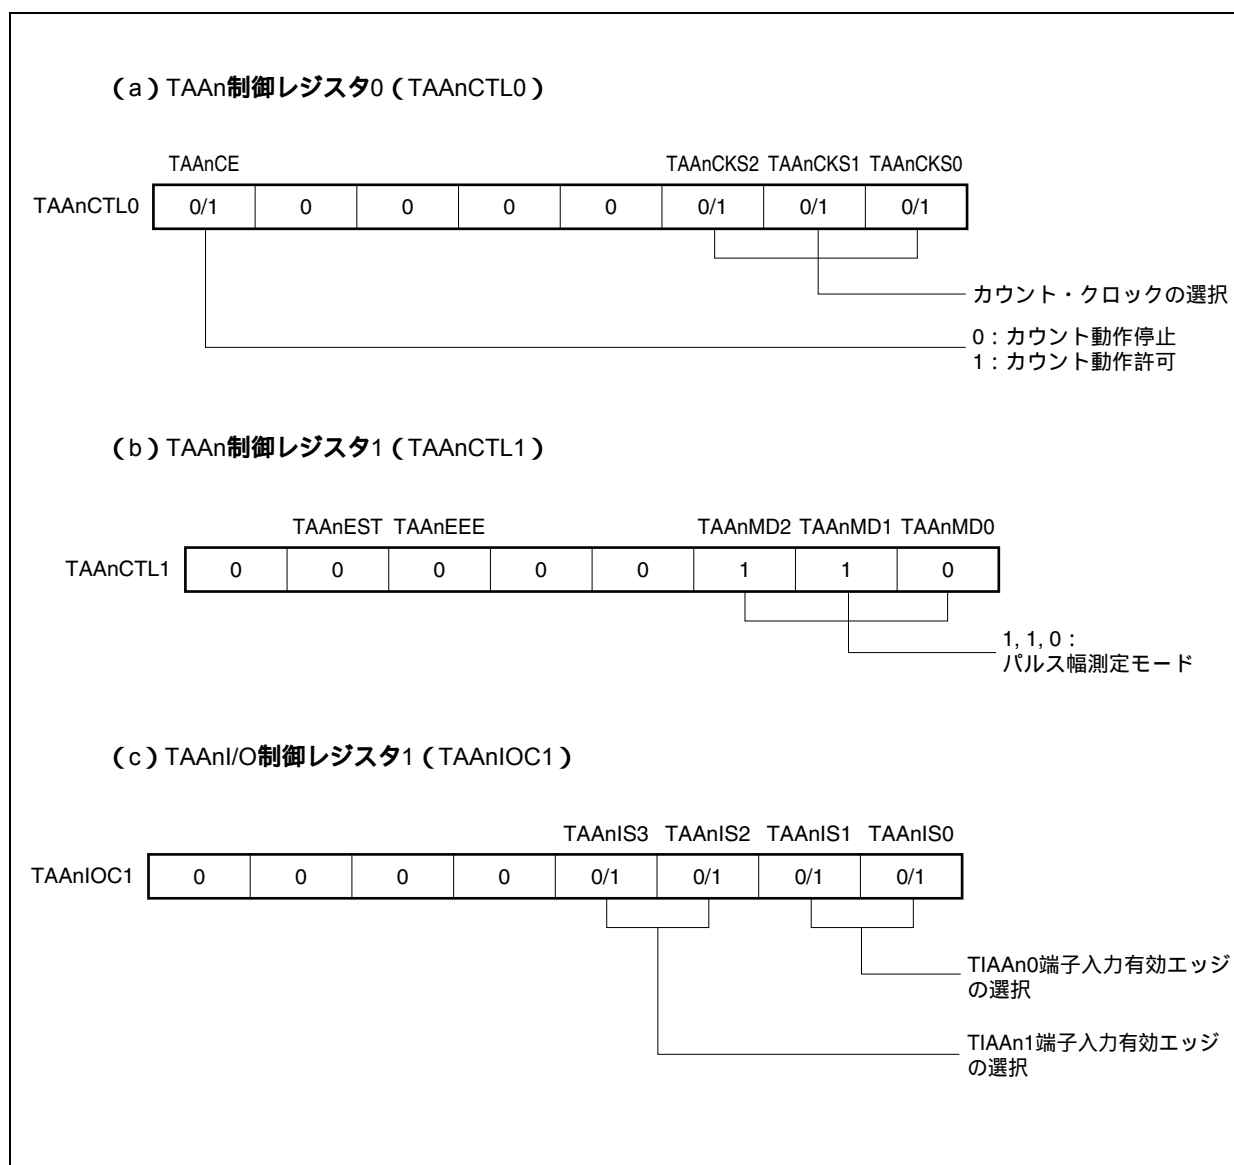 （a）TAAn制御レジスタ0（TAAnCTL0）
TAAnCE TAAnCKS2 TAAnCKS1 TAAnCKS0
TAAnCTL0 0/1 0 0 0 0 0/1 0/1 0/1
カウント・クロックの選択
0：カウント動作停止
1：カウント動作許可
（b）TAAn制御レジスタ1（TAAnCTL1）
TAAnEST TAAnEEE TAAnMD2 TAAnMD1 TAAnMD0
TAAnCTL1 0 0 0 0 0 1 1 0
1, 1, 0：
パルス幅測定モード
（c）TAAnI/O制御レジスタ1（TAAnIOC1）
TAAnIS3 TAAnIS2 TAAnIS1 TAAnIS0
TAAnIOC1 0 0 0 0 0/1 0/1 0/1 0/1
TIAAn0端子入力有効エッジ
の選択
TIAAn1端子入力有効エッジ
の選択